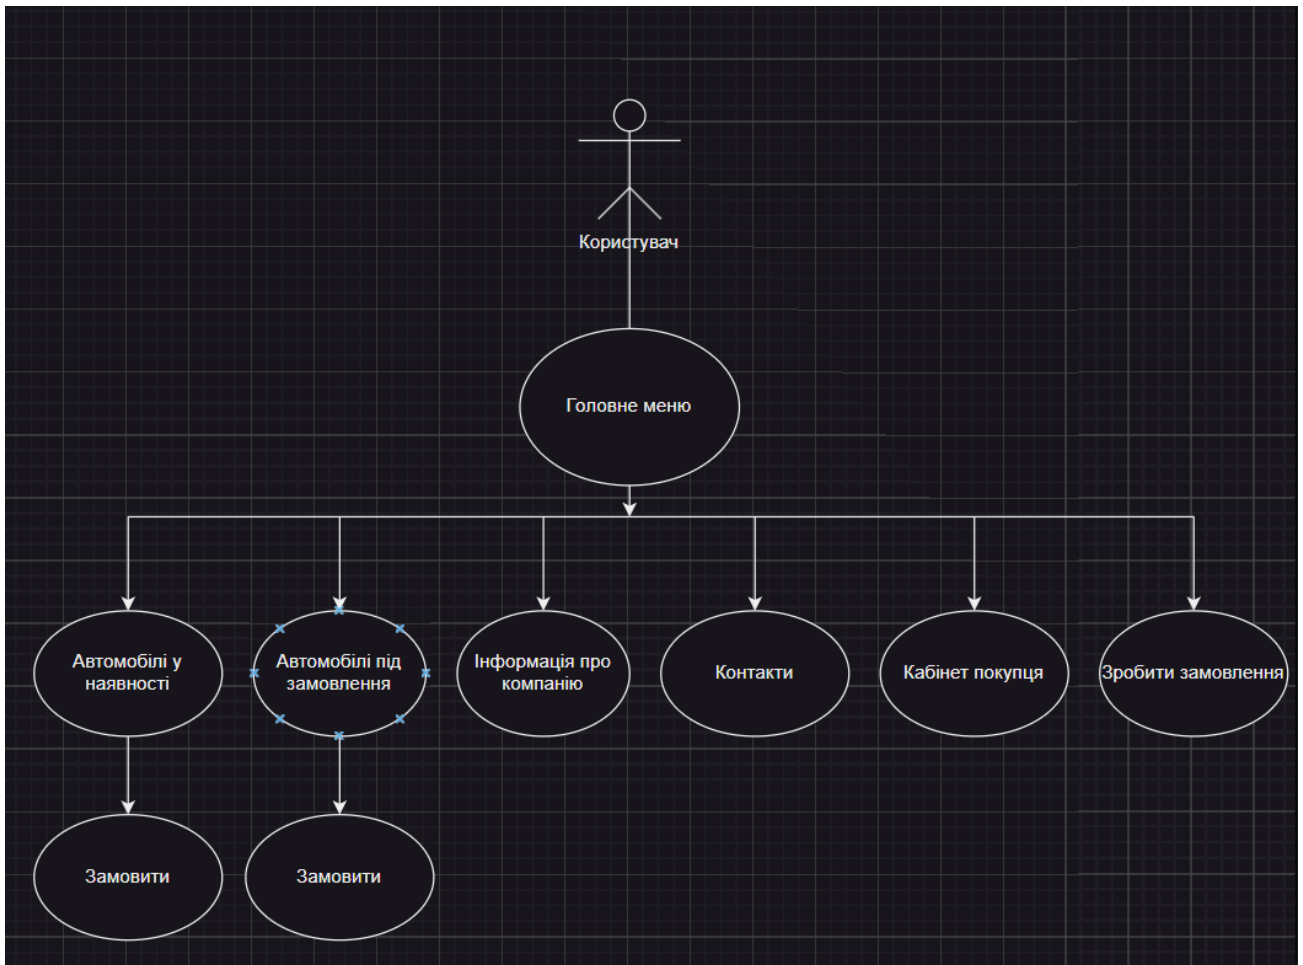 Користувач
Головне меню
Автомобілі у
наявності
Автомобілі під
замовлення
Інформація про
компанію
Контакти
Кабінет покупця
Зробити замовлення
Замовити
Замовити